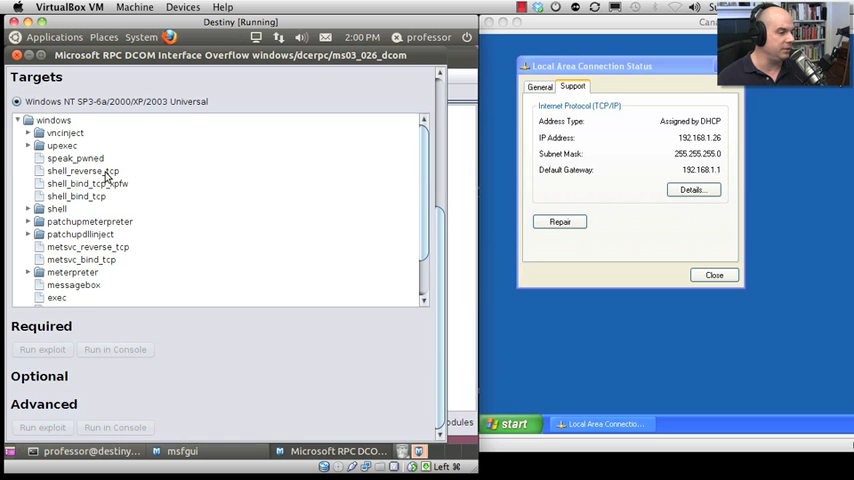 VirtualBox VM Machine Devices Help
Destiny [Running]
Applications Places System 2:00 PM professor
Microsoft RPC DCOM Interface Overflow windows/dcerpc/ms03_026_dcom
Targets
Windows NT SP3-6a/2000/XP/2003 Universal
windows
vncinject
upexec
speak_pwned
shell_reverse_tcp
shell_bind_tcp_xpfw
shell_bind_tcp
shell
patchupmeterpreter
patchupdllinject
metsvc_reverse_tcp
metsvc_bind_tcp
meterpreter
messagebox
exec
Required
Run exploit Run in Console
Optional
Advanced
Run exploit Run in Console
odules
professor@destiny... msfgui Microsoft RPC DCO...
Left ⌘
Local Area Connection Status
General Support
Internet Protocol (TCP/IP)
Address Type: Assigned by DHCP
IP Address: 192.168.1.26
Subnet Mask: 255.255.255.0
Default Gateway: 192.168.1.1
Details...
Repair
Close
start Local Area Connectio...